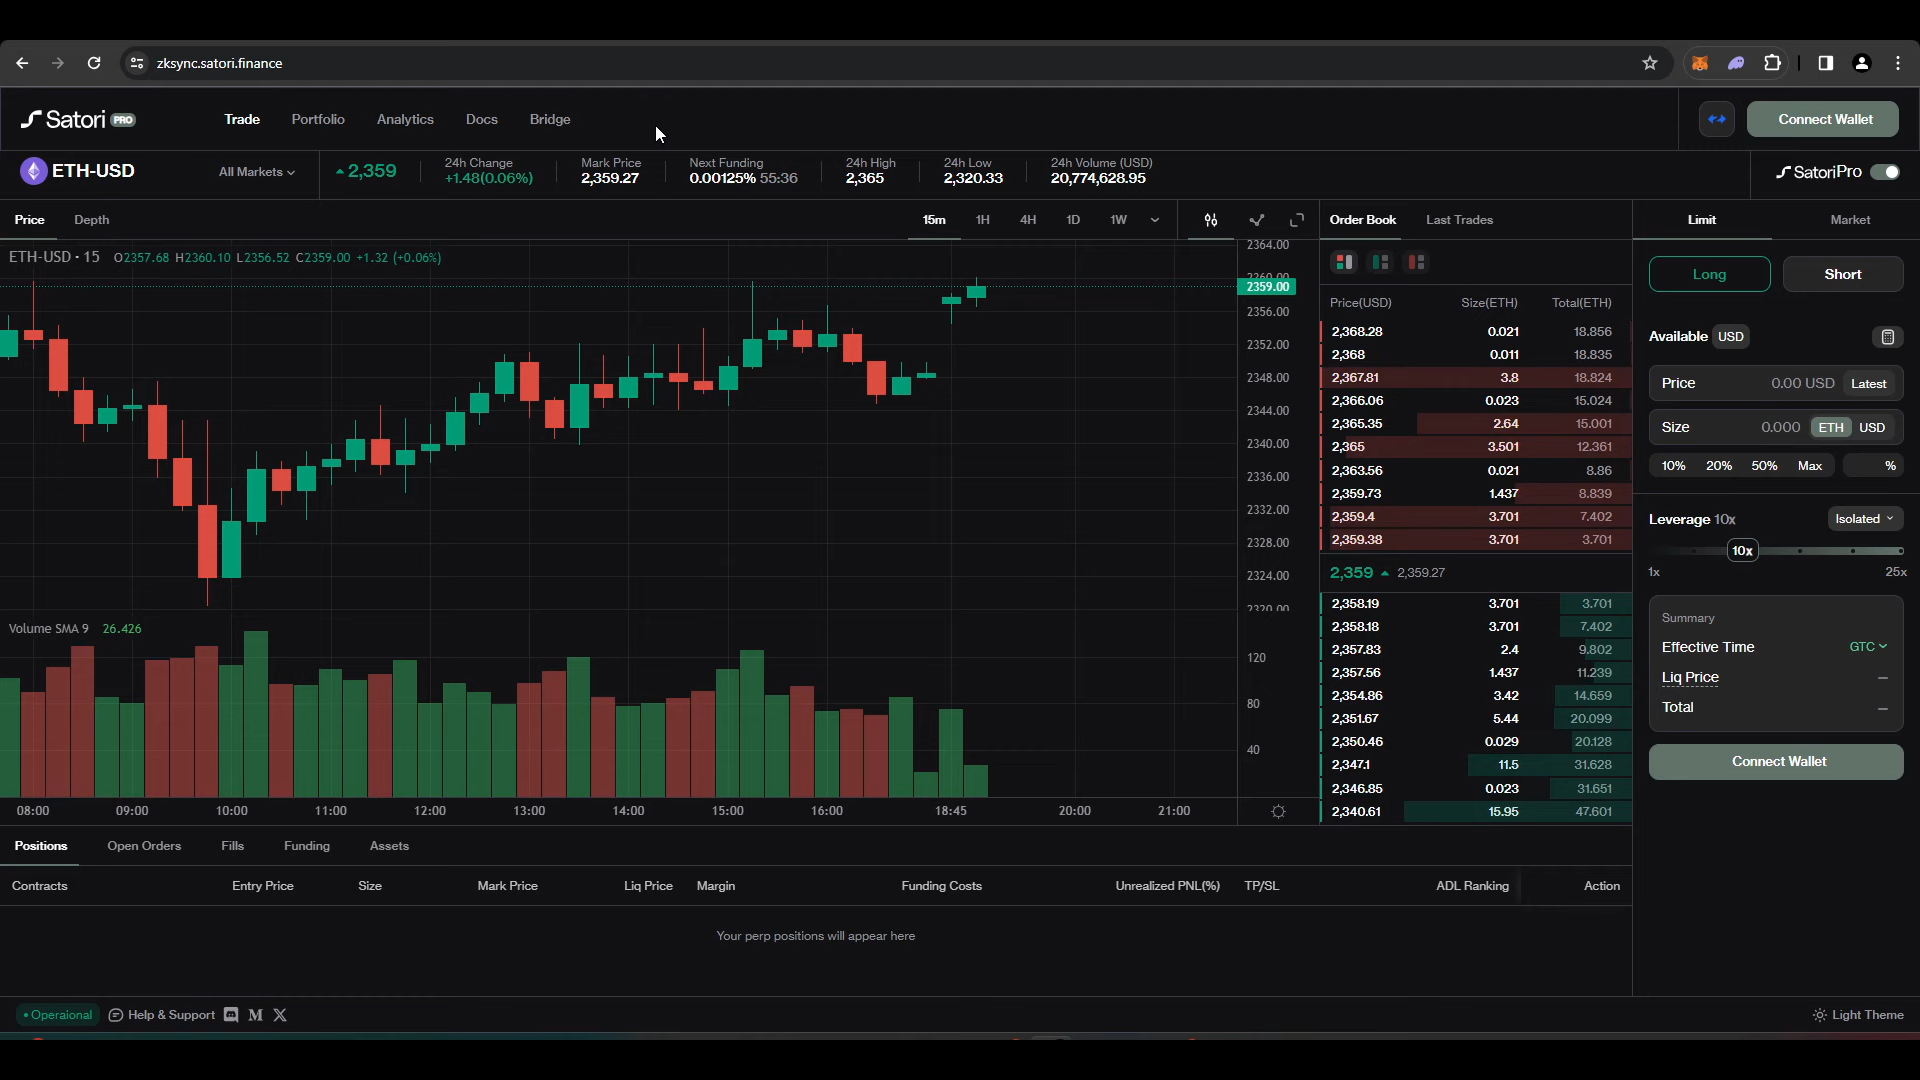 zksync.satori.finance
Satori PRO
Trade
Portfolio
Analytics
Docs
Bridge
Connect Wallet
ETH-USD
All Markets
2,359
24h Change
+1.48(0.06%)
Mark Price
2,359.27
Next Funding
0.00125% 55:36
24h High
2,365
24h Low
2,320.33
24h Volume (USD)
20,774,628.95
SatoriPro
Price
Depth
15m
1H
4H
1D
1W
ETH-USD · 15 O2357.68 H2360.10 L2356.52 C2359.00 +1.32 (+0.06%)
2364.00
2360.00
2359.00
2356.00
2352.00
2348.00
2344.00
2340.00
2336.00
2332.00
2328.00
2324.00
2320.00
Volume SMA 9 26.426
120
80
40
08:00
09:00
10:00
11:00
12:00
13:00
14:00
15:00
16:00
18:45
20:00
21:00
Order Book
Last Trades
Price(USD) Size(ETH) Total(ETH)
2,368.28 0.021 18.856
2,368 0.011 18.835
2,367.81 3.8 18.824
2,366.06 0.023 15.024
2,365.35 2.64 15.001
2,365 3.501 12.361
2,363.56 0.021 8.86
2,359.73 1.437 8.839
2,359.4 3.701 7.402
2,359.38 3.701 3.701
2,359 2,359.27
2,358.19 3.701 3.701
2,358.18 3.701 7.402
2,357.83 2.4 9.802
2,357.56 1.437 11.239
2,354.86 3.42 14.659
2,351.67 5.44 20.099
2,350.46 0.029 20.128
2,347.1 11.5 31.628
2,346.85 0.023 31.651
2,340.61 15.95 47.601
Limit
Market
Long
Short
Available USD
Price 0.00 USD Latest
Size 0.000 ETH USD
10% 20% 50% Max %
Leverage 10x
Isolated
10x
1x
25x
Summary
Effective Time GTC
Liq Price –
Total –
Connect Wallet
Positions
Open Orders
Fills
Funding
Assets
Contracts
Entry Price
Size
Mark Price
Liq Price
Margin
Funding Costs
Unrealized PNL(%)
TP/SL
ADL Ranking
Action
Your perp positions will appear here
Operaional
Help & Support
Light Theme